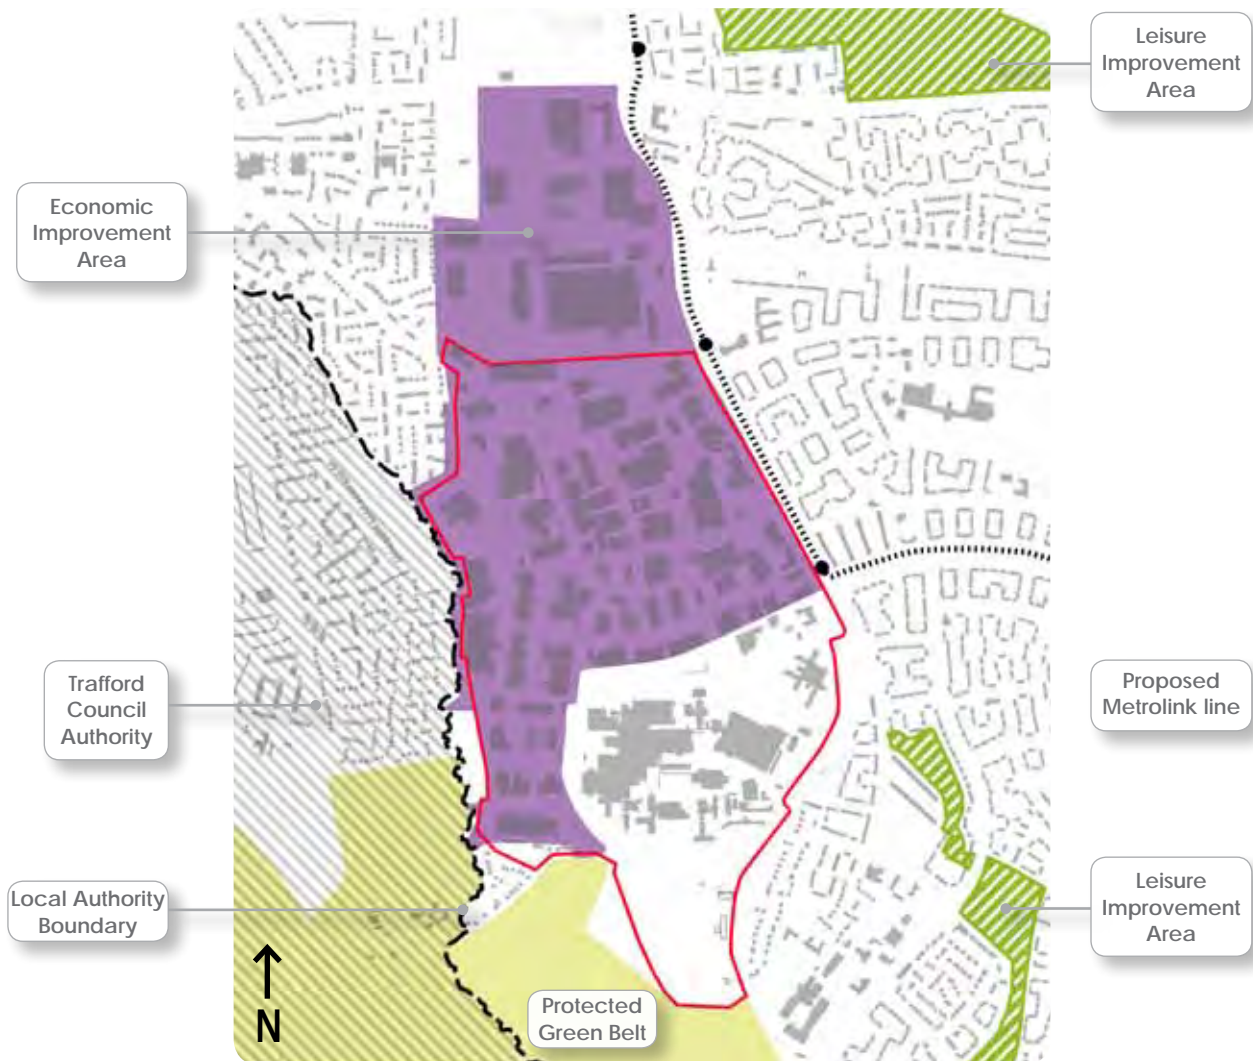 Leisure
Improvement
Area
Economic
Improvement
Area
Trafford
Council
Authority
Proposed
Metrolink line
Local Authority
Boundary
Leisure
Improvement
Area
Protected
Green Belt
N